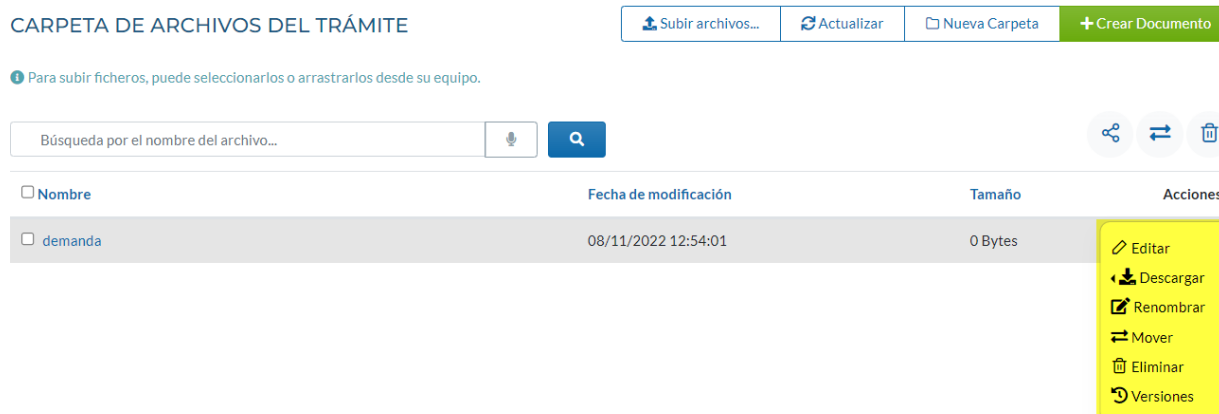 CARPETA DE ARCHIVOS DEL TRÁMITE
Subir archivos... Actualizar Nueva Carpeta Crear Documento
Para subir ficheros, puede seleccionarlos o arrastrarlos desde su equipo.
Búsqueda por el nombre del archivo...
Nombre Fecha de modificación Tamaño Acciones
demanda 08/11/2022 12:54:01 0 Bytes
Editar
Descargar
Renombrar
Mover
Eliminar
Versiones